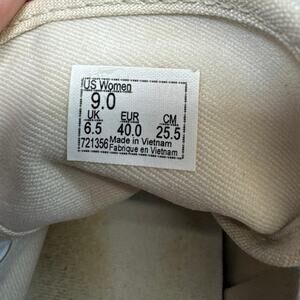 US Women
9.0
UK EUR CM
6.5 40.0 25.5
721356 Made in Vietnam
Fabriqué en Vietnam